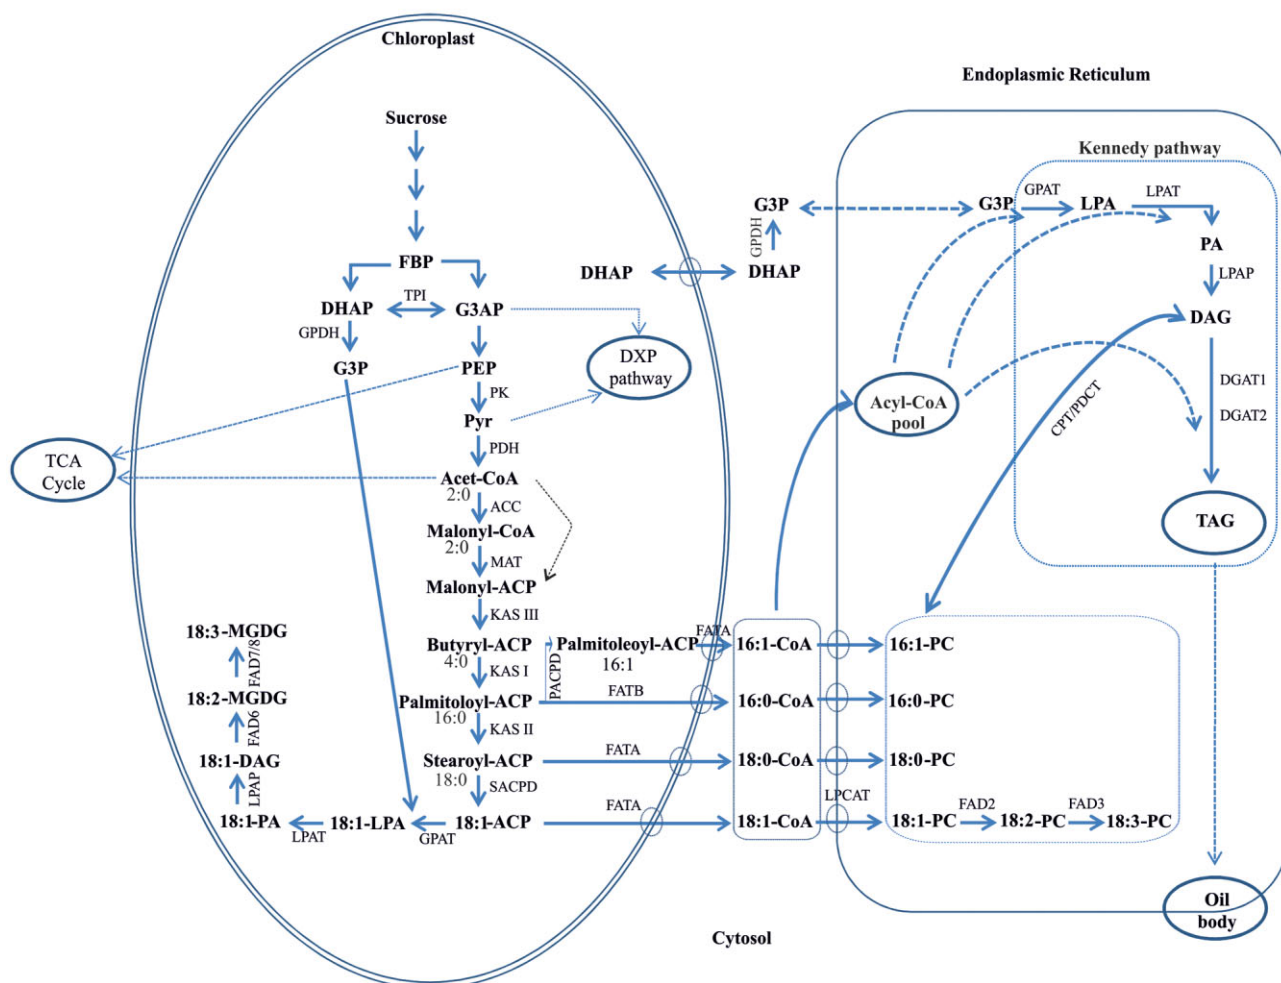 Chloroplast
Endoplasmic Reticulum
Sucrose
Kennedy pathway
G3P
G3P
GPAT
LPA
LPAT
GPDH
PA
FBP
DHAP
DHAP
LPAP
DHAP
TPI
G3AP
DAG
GPDH
G3P
PEP
DXP
pathway
PK
DGAT1
Acyl-CoA
pool
CPT/PDCT
DGAT2
Pyr
PDH
TCA
Cycle
Acet-CoA
2:0
ACC
TAG
Malonyl-CoA
2:0
MAT
Malonyl-ACP
KAS III
18:3-MGDG
FAD7/8
Butyryl-ACP
4:0
Palmitoleoyl-ACP
16:1
FATA
16:1-CoA
16:1-PC
KAS I
PACPD
18:2-MGDG
FAD6
Palmitoloyl-ACP
16:0
FATB
16:0-CoA
16:0-PC
KAS II
18:1-DAG
LPAP
Stearoyl-ACP
18:0
FATA
18:0-CoA
18:0-PC
SACPD
LPCAT
FAD2
FAD3
18:1-PA
LPAT
18:1-LPA
GPAT
18:1-ACP
FATA
18:1-CoA
18:1-PC
18:2-PC
18:3-PC
Oil
body
Cytosol